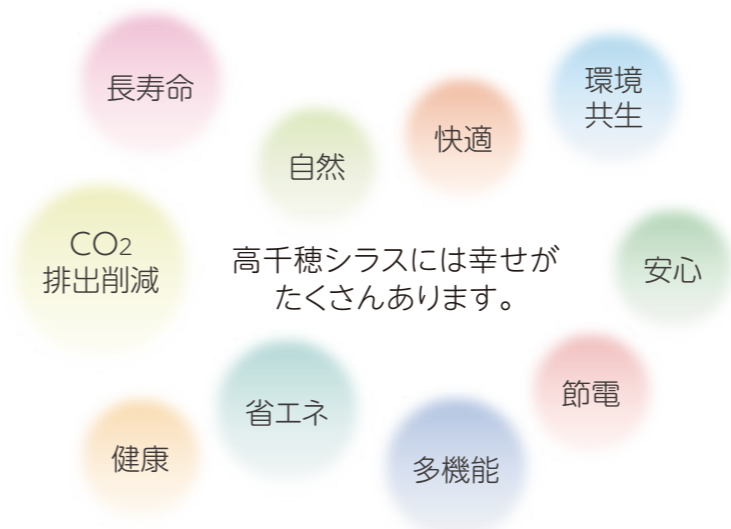 長寿命
自然
快適
環境
共生
CO2
排出削減
高千穂シラスには幸せが
たくさんあります。
安心
健康
省エネ
多機能
節電